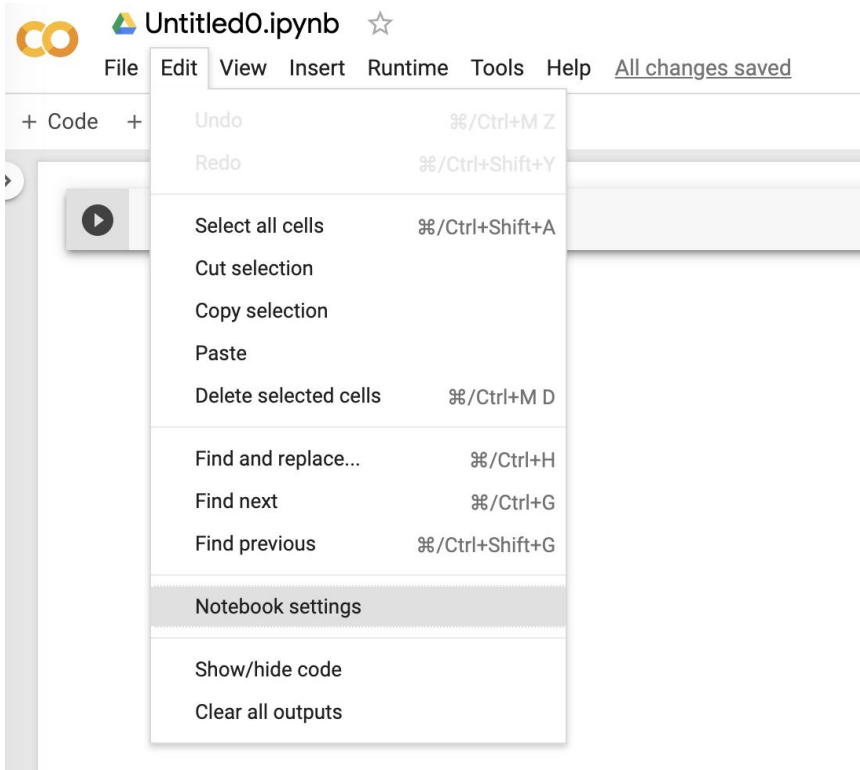 Untitled0.ipynb
File Edit View Insert Runtime Tools Help All changes saved
+ Code +
Undo ⌘/Ctrl+M Z
Redo ⌘/Ctrl+Shift+Y
Select all cells ⌘/Ctrl+Shift+A
Cut selection
Copy selection
Paste
Delete selected cells ⌘/Ctrl+M D
Find and replace... ⌘/Ctrl+H
Find next ⌘/Ctrl+G
Find previous ⌘/Ctrl+Shift+G
Notebook settings
Show/hide code
Clear all outputs